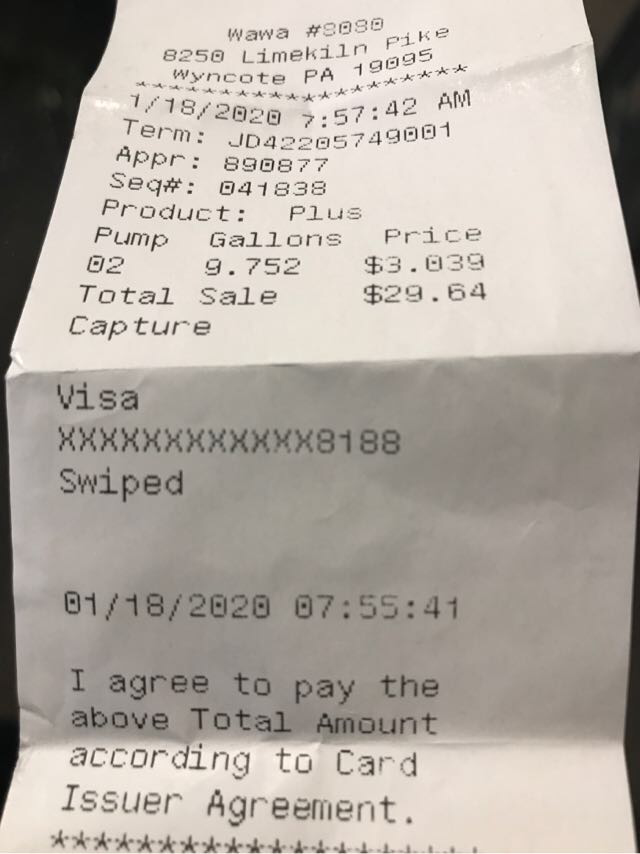 Wawa #8080
8250 Limekiln Pike
Wyncote PA 19095
*******************
1/18/2020 7:57:42 AM
Term: JD42205749001
Appr: 890877
Seq#: 041838
Product: Plus
Pump Gallons Price
02 9.752 $3.039
Total Sale $29.64
Capture
Visa
XXXXXXXXXXXX8188
Swiped
01/18/2020 07:55:41
I agree to pay the
above Total Amount
according to Card
Issuer Agreement.
*******************